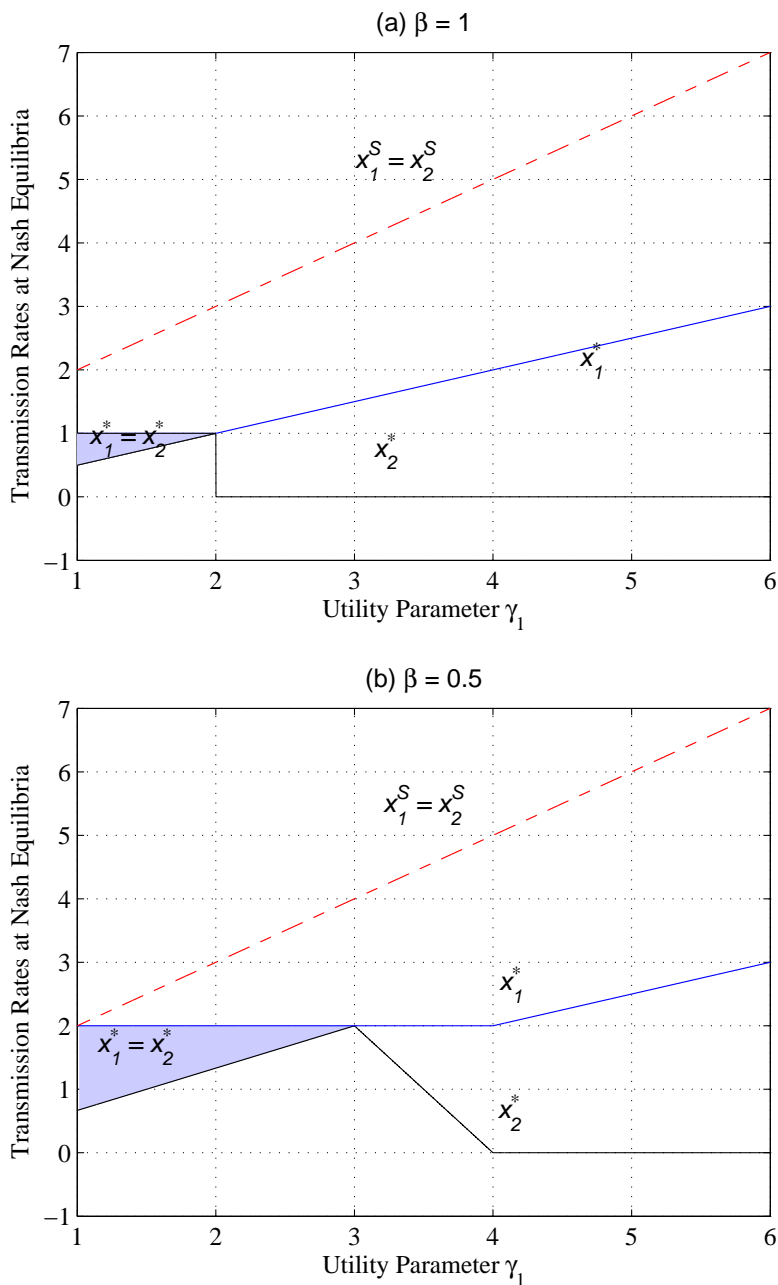 (a) β = 1
7
6
5
4
3
2
1
0
−1
Transmission Rates at Nash Equilibria
x₁ˢ = x₂ˢ
x₁*
x₁* = x₂*
x₂*
1 2 3 4 5 6
Utility Parameter γ₁
(b) β = 0.5
7
6
5
4
3
2
1
0
−1
Transmission Rates at Nash Equilibria
x₁ˢ = x₂ˢ
x₁*
x₁* = x₂*
x₂*
1 2 3 4 5 6
Utility Parameter γ₁